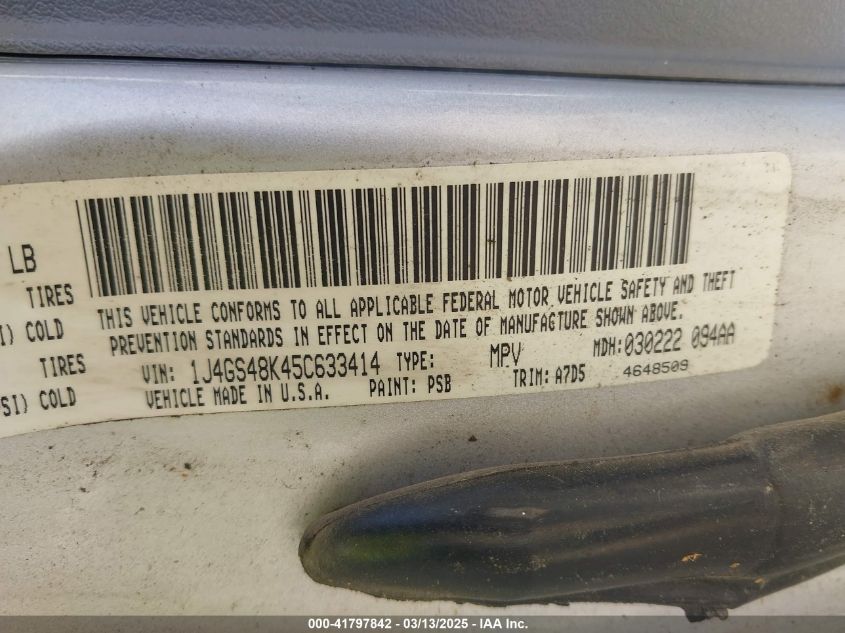 LB
TIRES
I) COLD
TIRES
SI) COLD
THIS VEHICLE CONFORMS TO ALL APPLICABLE FEDERAL MOTOR VEHICLE SAFETY AND THEFT
PREVENTION STANDARDS IN EFFECT ON THE DATE OF MANUFACTURE SHOWN ABOVE.
VIN: 1J4GS48K45C633414 TYPE: MPV MDH:030222 094AA
VEHICLE MADE IN U.S.A. PAINT: PSB TRIM: A7D5 4648509
000-41797842 - 03/13/2025 - IAA Inc.